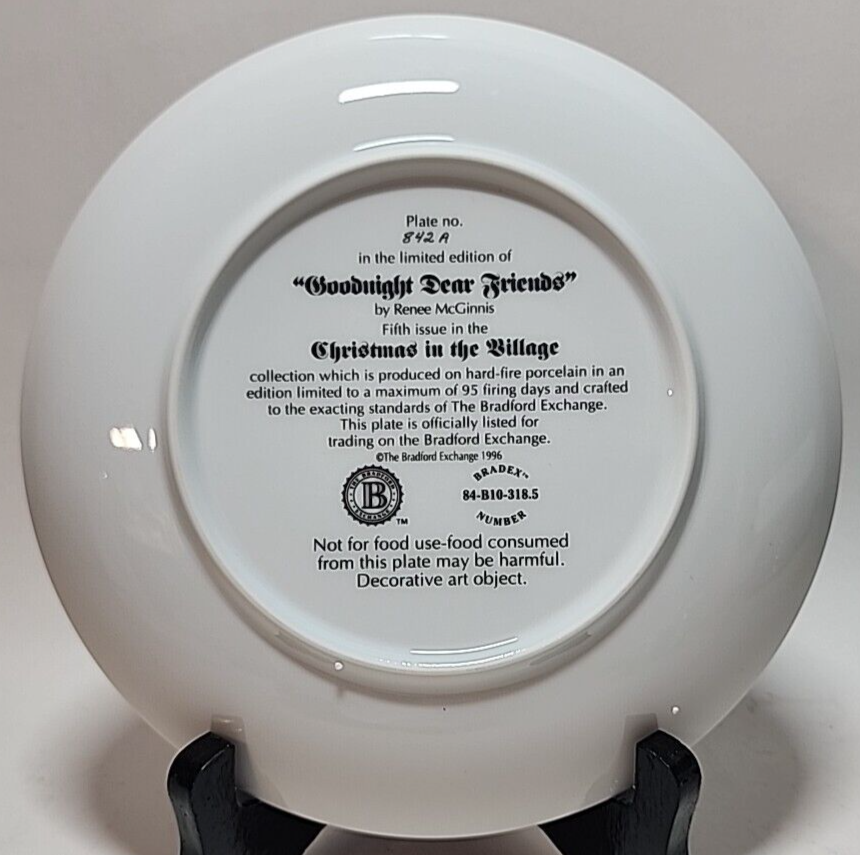 Plate no.
842A
in the limited edition of
"Goodnight Dear Friends"
by Renee McGinnis
Fifth issue in the
Christmas in the Village
collection which is produced on hard-fire porcelain in an
edition limited to a maximum of 95 firing days and crafted
to the exacting standards of The Bradford Exchange.
This plate is officially listed for
trading on the Bradford Exchange.
©The Bradford Exchange 1996
THE BRADFORD
B
EXCHANGE
TM
BRADEX™
84-B10-318.5
NUMBER
Not for food use-food consumed
from this plate may be harmful.
Decorative art object.